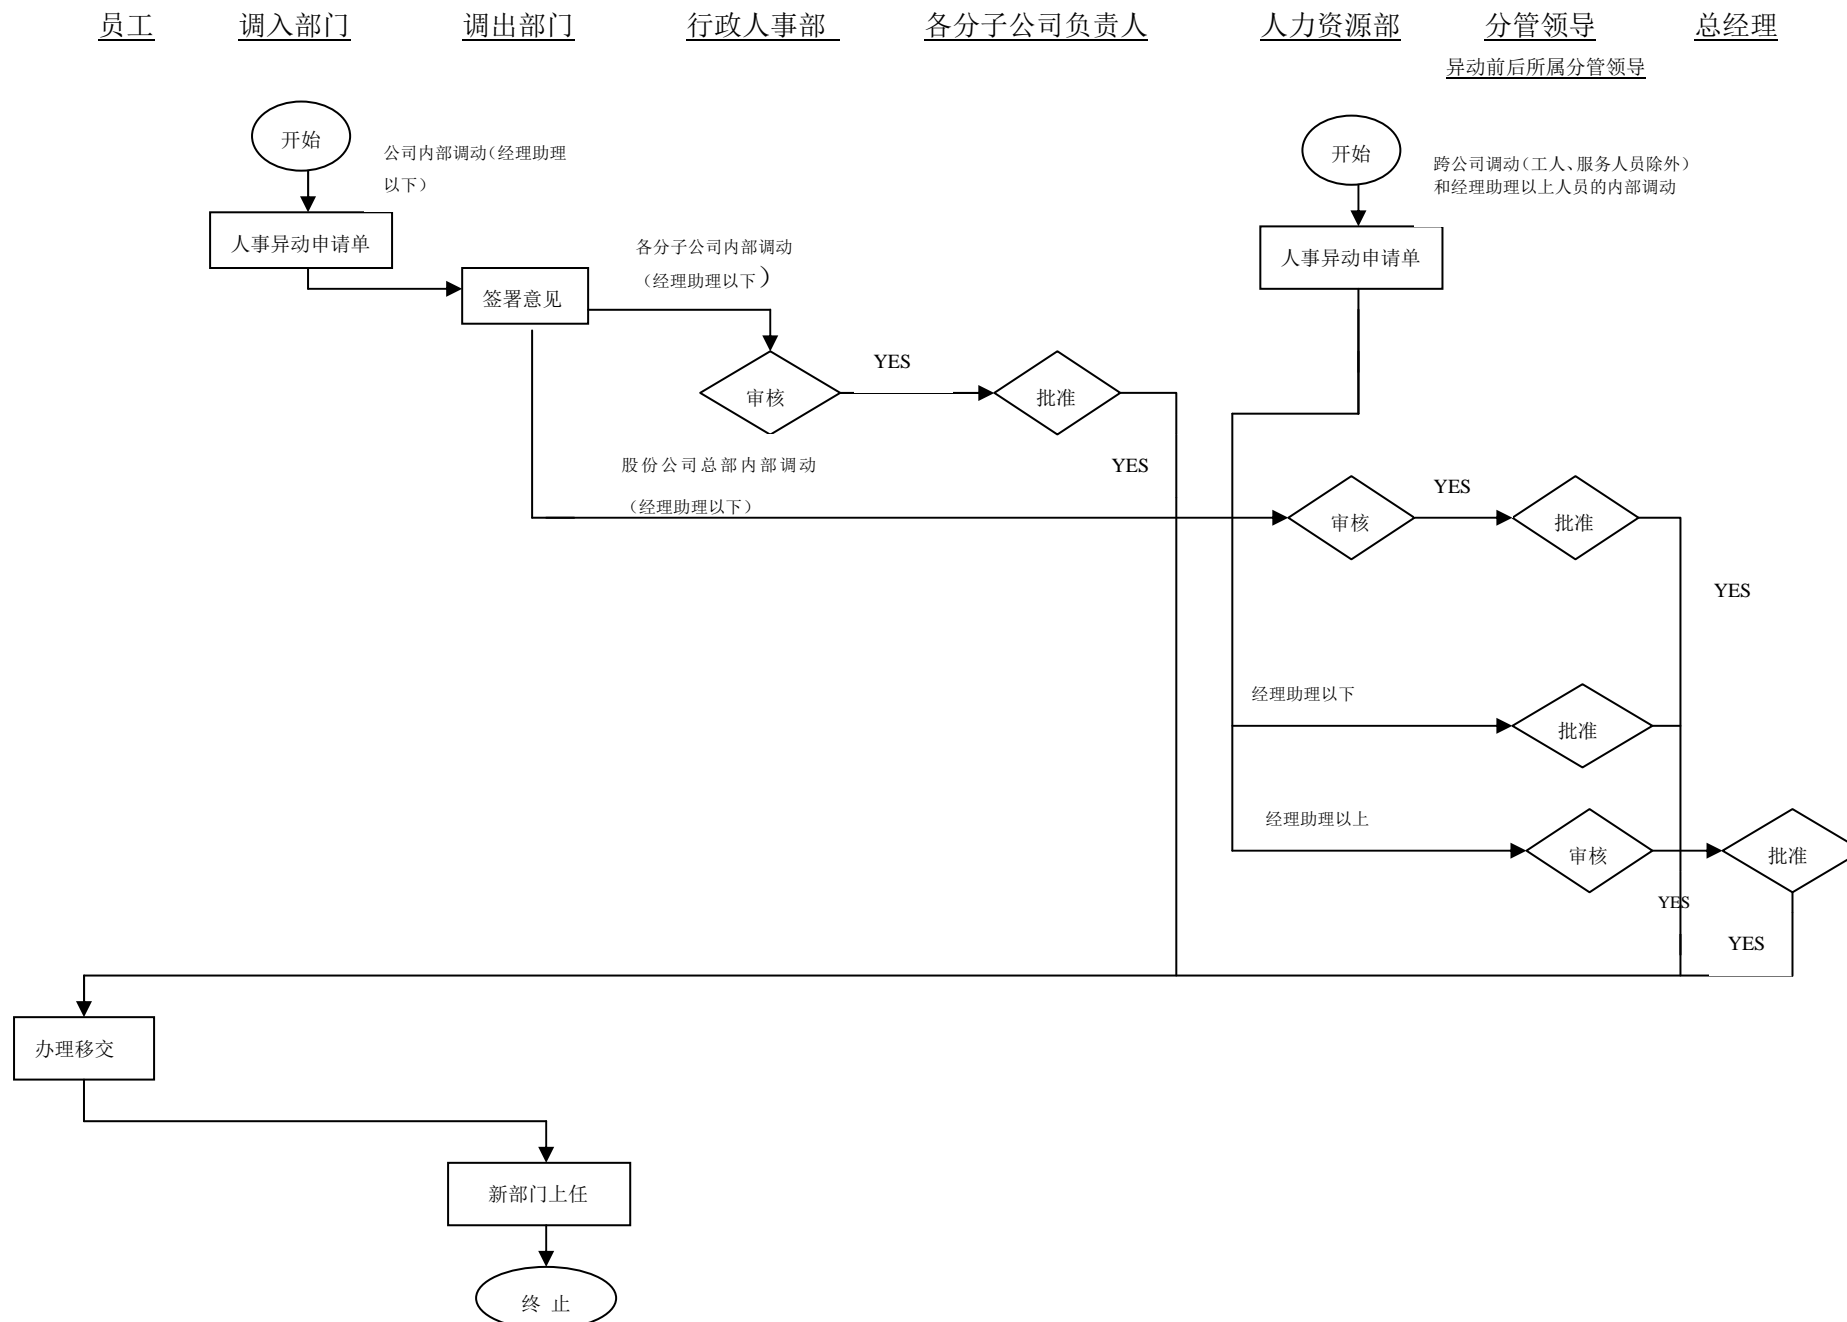 员工 调入部门 调出部门 行政人事部 各分子公司负责人 人力资源部 分管领导 总经理
异动前后所属分管领导
开始
公司内部调动（经理助理
以下）
开始
跨公司调动（工人、服务人员除外）
和经理助理以上人员的内部调动
人事异动申请单
各分子公司内部调动
（经理助理以下）
人事异动申请单
签署意见
YES
审核
批准
股份公司总部内部调动
YES
（经理助理以下）
YES
审核
批准
YES
经理助理以下
批准
经理助理以上
审核
批准
YES
YES
办理移交
新部门上任
终 止